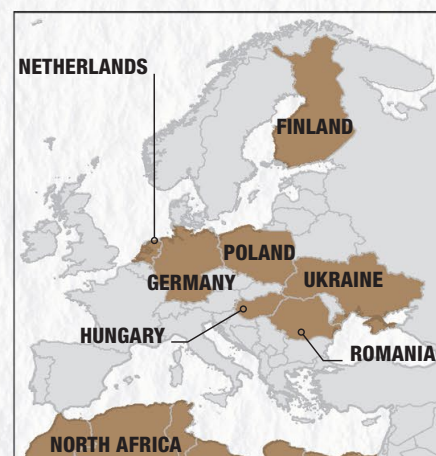 NETHERLANDS
FINLAND
POLAND
GERMANY
UKRAINE
HUNGARY
ROMANIA
NORTH AFRICA